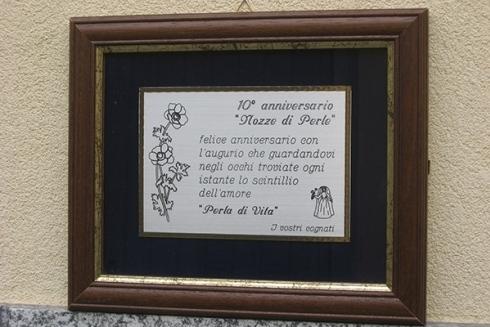 10° anniversario
"Nozze di Perle"
felice anniversario con
l'augurio che guardandovi
negli occhi troviate ogni
istante lo scintillio
dell'amore
"Perla di Vita"
I vostri cognati